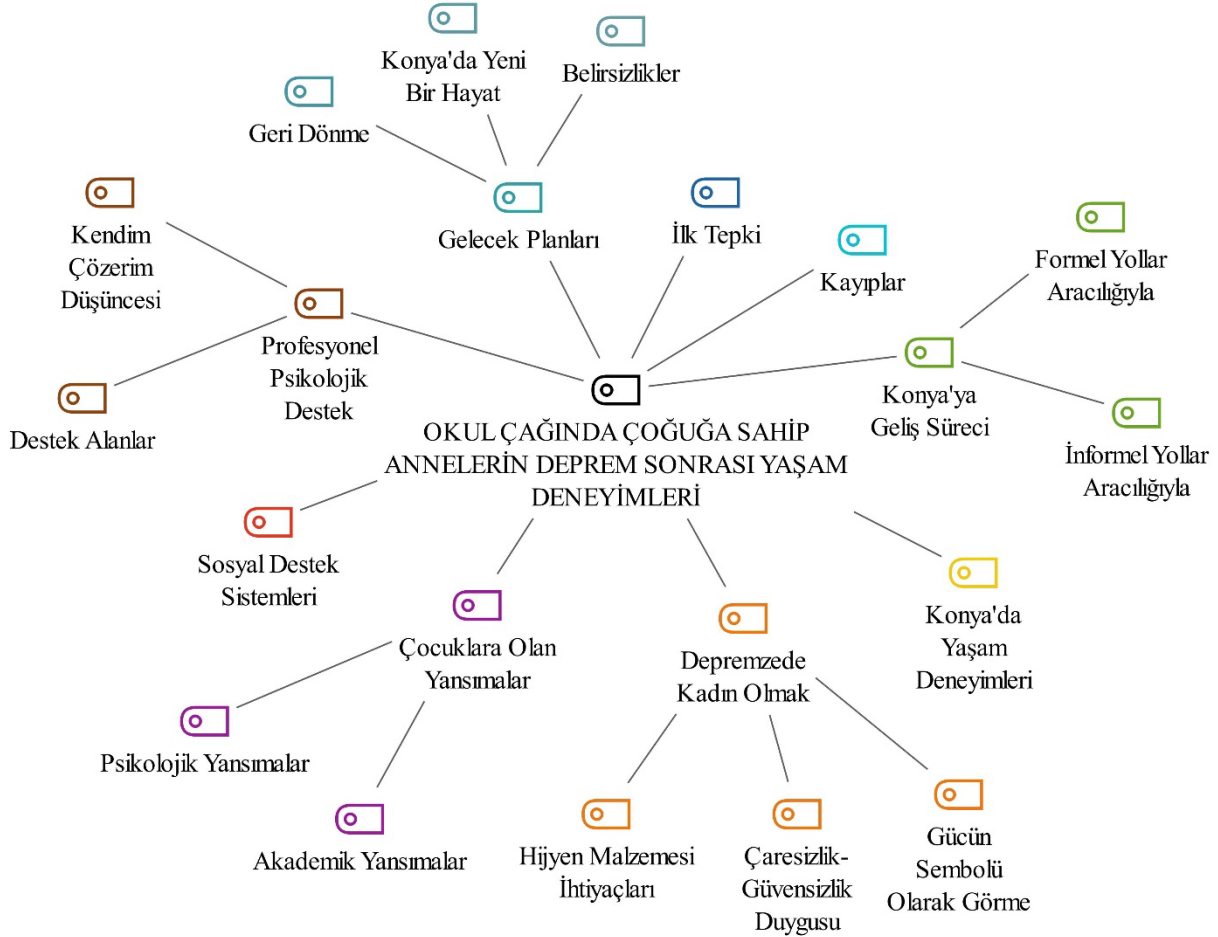 Konya'da Yeni
Bir Hayat
Belirsizlikler
Geri Dönme
Kendim
Çözerim
Düşüncesi
Gelecek Planları
İlk Tepki
Kayıplar
Formel Yollar
Aracılığıyla
Profesyonel
Psikolojik
Destek
Destek Alanlar
Konya'ya
Geliş Süreci
İnformel Yollar
Aracılığıyla
OKUL ÇAĞINDA ÇOĞUĞA SAHİP
ANNELERİN DEPREM SONRASI YAŞAM
DENEYİMLERİ
Sosyal Destek
Sistemleri
Çocuklara Olan
Yansımalar
Depremzede
Kadın Olmak
Konya'da
Yaşam
Deneyimleri
Psikolojik Yansımalar
Akademik Yansımalar
Hijyen Malzemesi
İhtiyaçları
Çaresizlik-
Güvensizlik
Duygusu
Gücün
Sembolü
Olarak Görme